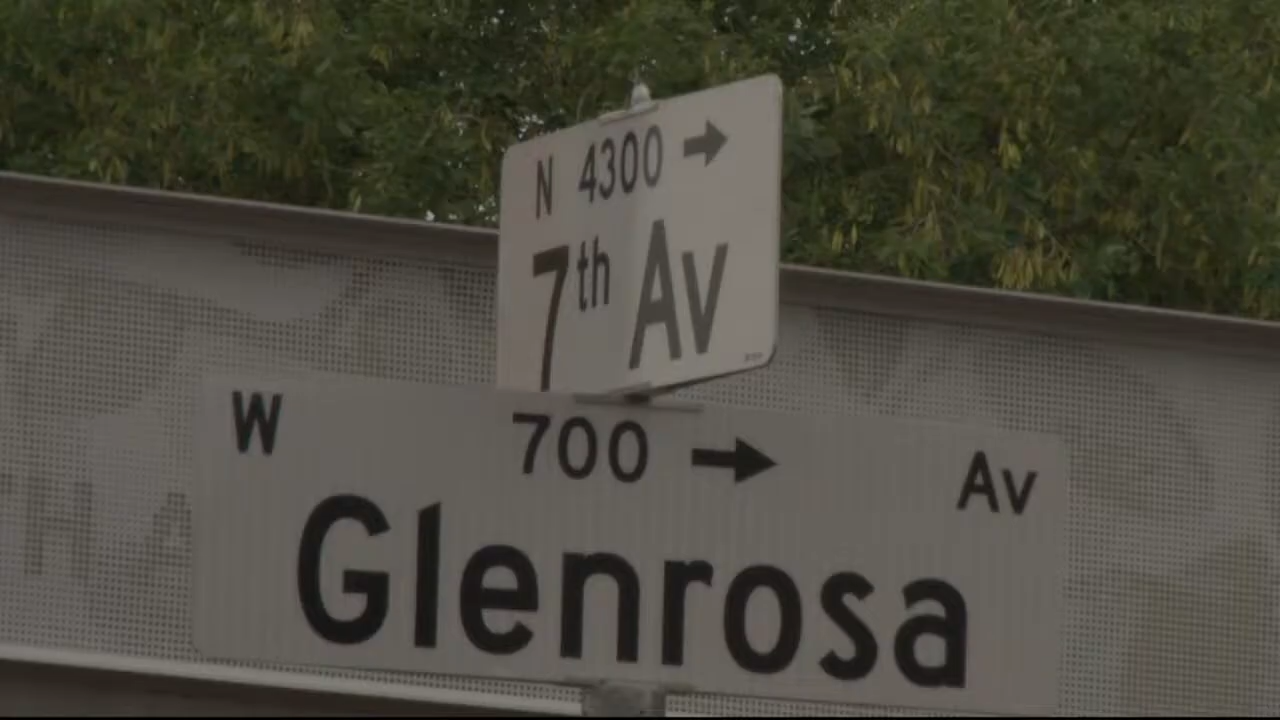 N 4300 →
7th Av
W 700 → Av
Glenrosa